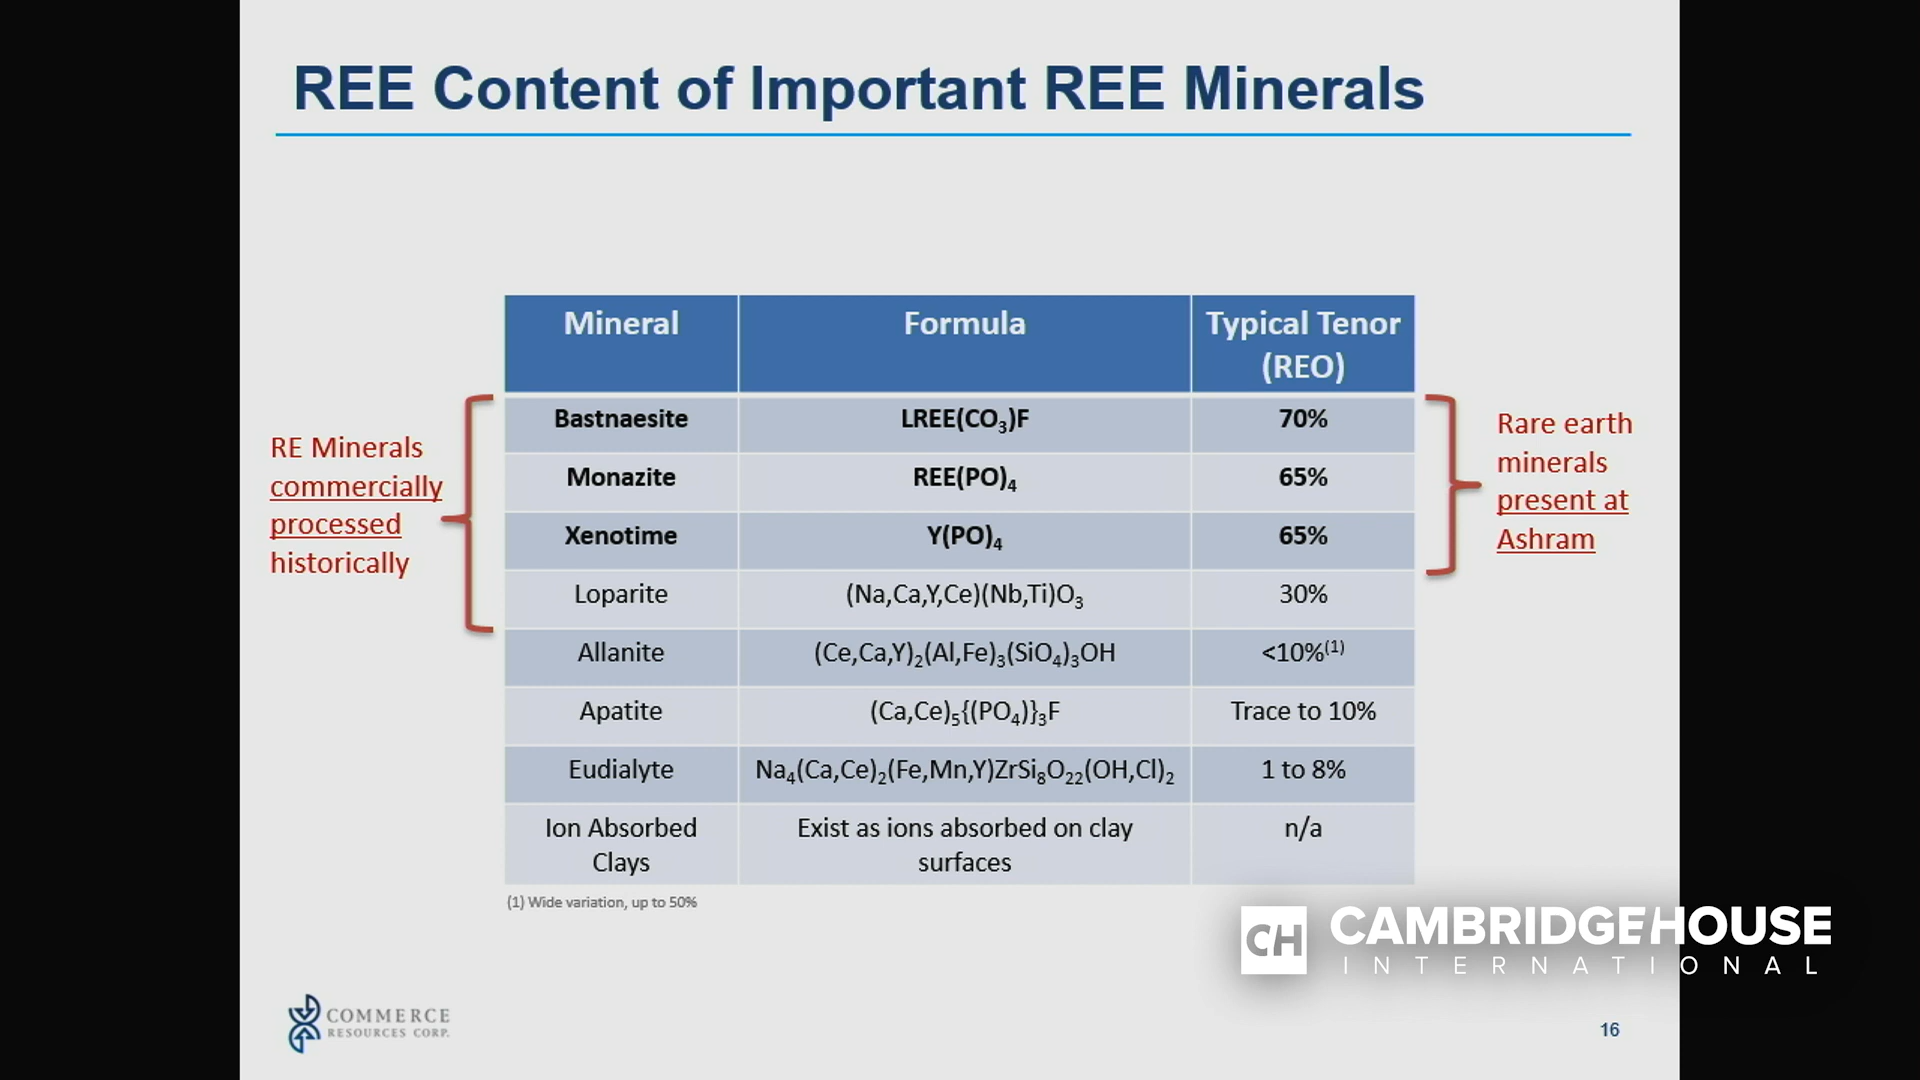 REE Content of Important REE Minerals
Mineral Formula Typical Tenor
(REO)
Bastnaesite LREE(CO₃)F 70%
Monazite REE(PO)₄ 65%
Xenotime Y(PO)₄ 65%
Loparite (Na,Ca,Y,Ce)(Nb,Ti)O₃ 30%
Allanite (Ce,Ca,Y)₂(Al,Fe)₃(SiO₄)₃OH <10%⁽¹⁾
Apatite (Ca,Ce)₅{(PO₄)}₃F Trace to 10%
Eudialyte Na₄(Ca,Ce)₂(Fe,Mn,Y)ZrSi₈O₂₂(OH,Cl)₂ 1 to 8%
Ion Absorbed Exist as ions absorbed on clay n/a
Clays surfaces
RE Minerals
commercially
processed
historically
Rare earth
minerals
present at
Ashram
(1) Wide variation, up to 50%
CH CAMBRIDGEHOUSE
INTERNATIONAL
COMMERCE
RESOURCES CORP.
16